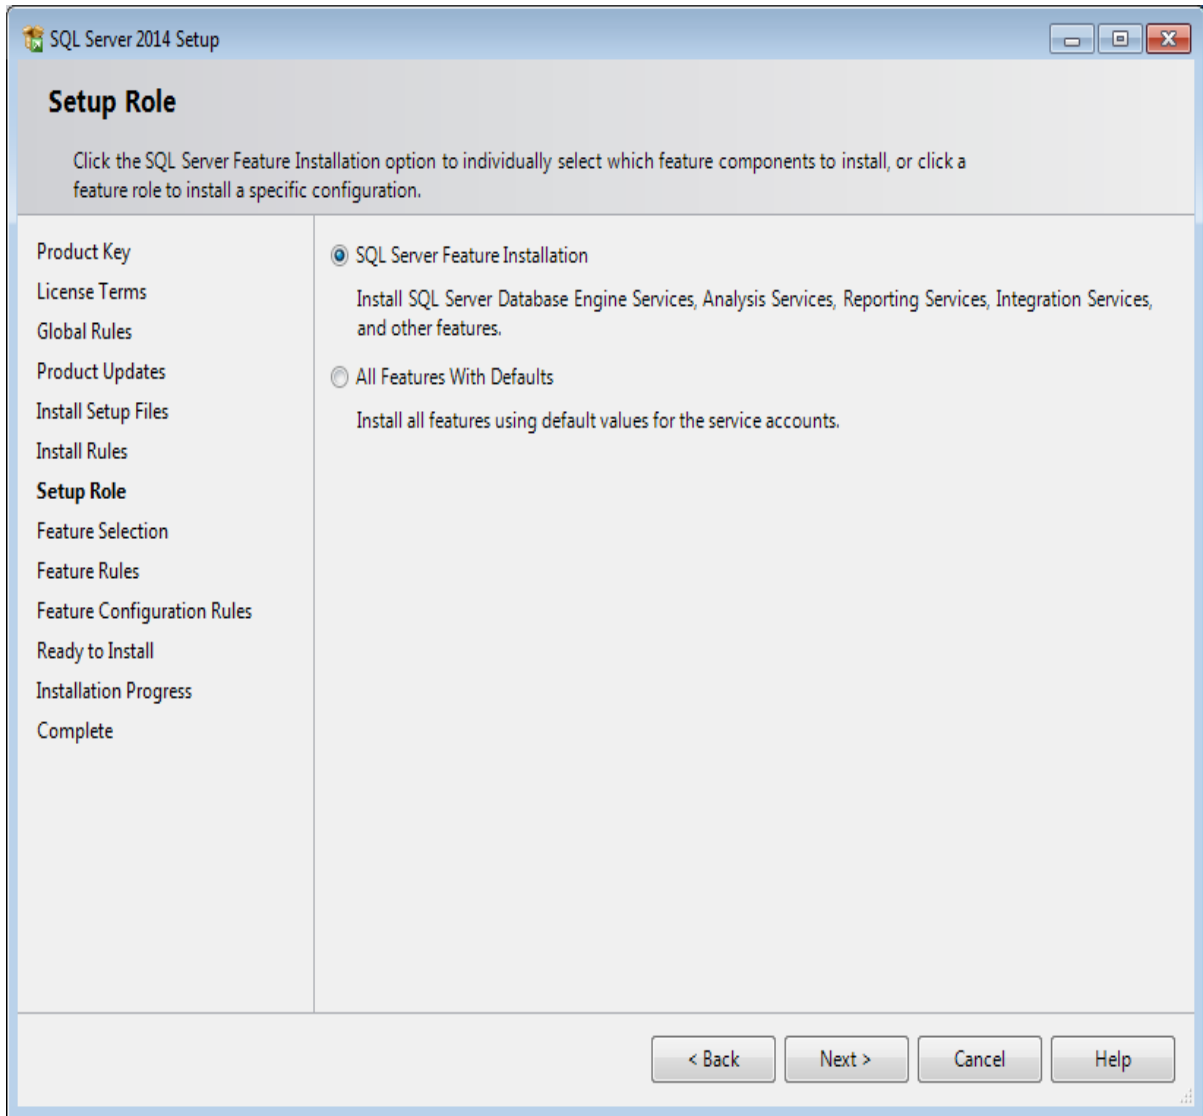 SQL Server 2014 Setup
Setup Role
Click the SQL Server Feature Installation option to individually select which feature components to install, or click a
feature role to install a specific configuration.
Product Key
License Terms
Global Rules
Product Updates
Install Setup Files
Install Rules
Setup Role
Feature Selection
Feature Rules
Feature Configuration Rules
Ready to Install
Installation Progress
Complete
SQL Server Feature Installation
Install SQL Server Database Engine Services, Analysis Services, Reporting Services, Integration Services,
and other features.
All Features With Defaults
Install all features using default values for the service accounts.
< Back
Next >
Cancel
Help